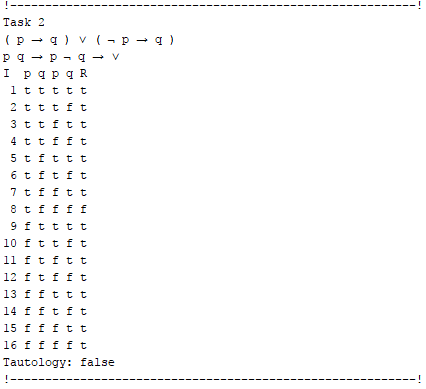 !----------------------------------------------------------!
Task 2
( p → q ) ∨ ( ¬ p → q )
p q → p ¬ q → ∨
I  p q p q R
 1 t t t t t
 2 t t t f t
 3 t t f t t
 4 t t f f t
 5 t f t t t
 6 t f t f t
 7 t f f t t
 8 t f f f f
 9 f t t t t
10 f t t f t
11 f t f t t
12 f t f f t
13 f f t t t
14 f f t f t
15 f f f t t
16 f f f f t
Tautology: false
!----------------------------------------------------------!